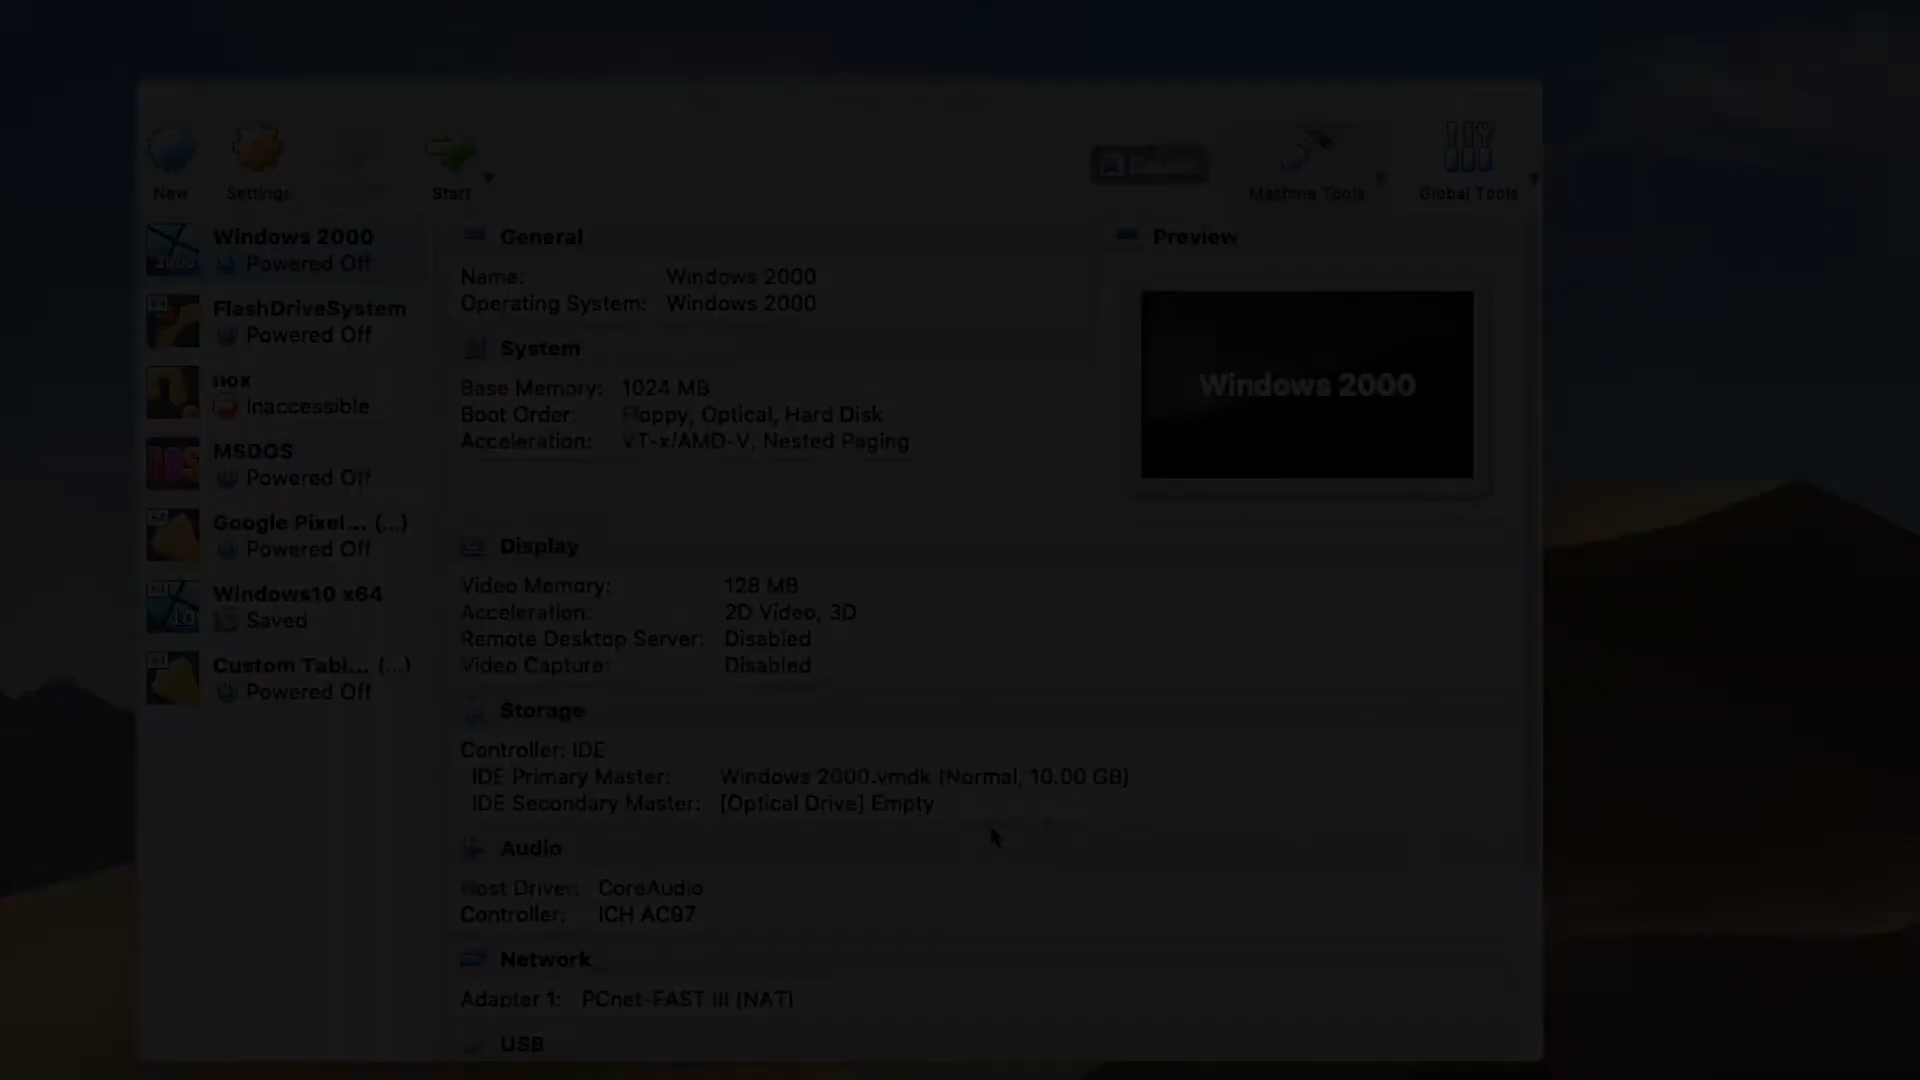 New
Settings
Start
Details
Machine Tools
Global Tools
Windows 2000
Powered Off
FlashDriveSystem
Powered Off
nox
Inaccessible
MSDOS
Powered Off
Google Pixel... (...)
Powered Off
Windows10 x64
Saved
Custom Tabl... (...)
Powered Off
General
Name: Windows 2000
Operating System: Windows 2000
System
Base Memory: 1024 MB
Boot Order: Floppy, Optical, Hard Disk
Acceleration: VT-x/AMD-V, Nested Paging
Preview
Windows 2000
Display
Video Memory: 128 MB
Acceleration: 2D Video, 3D
Remote Desktop Server: Disabled
Video Capture: Disabled
Storage
Controller: IDE
IDE Primary Master: Windows 2000.vmdk (Normal, 10.00 GB)
IDE Secondary Master: [Optical Drive] Empty
Audio
Host Driver: CoreAudio
Controller: ICH AC97
Network
Adapter 1: PCnet-FAST III (NAT)
USB